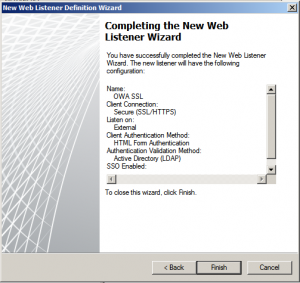 New Web Listener Definition Wizard
Completing the New Web
Listener Wizard
You have successfully completed the New Web Listener
Wizard. The new listener will have the following
configuration:
Name:
OWA SSL
Client Connection:
Secure (SSL/HTTPS)
Listen on:
External
Client Authentication Method:
HTML Form Authentication
Authentication Validation Method:
Active Directory (LDAP)
SSO Enabled:
To close this wizard, click Finish.
< Back
Finish
Cancel